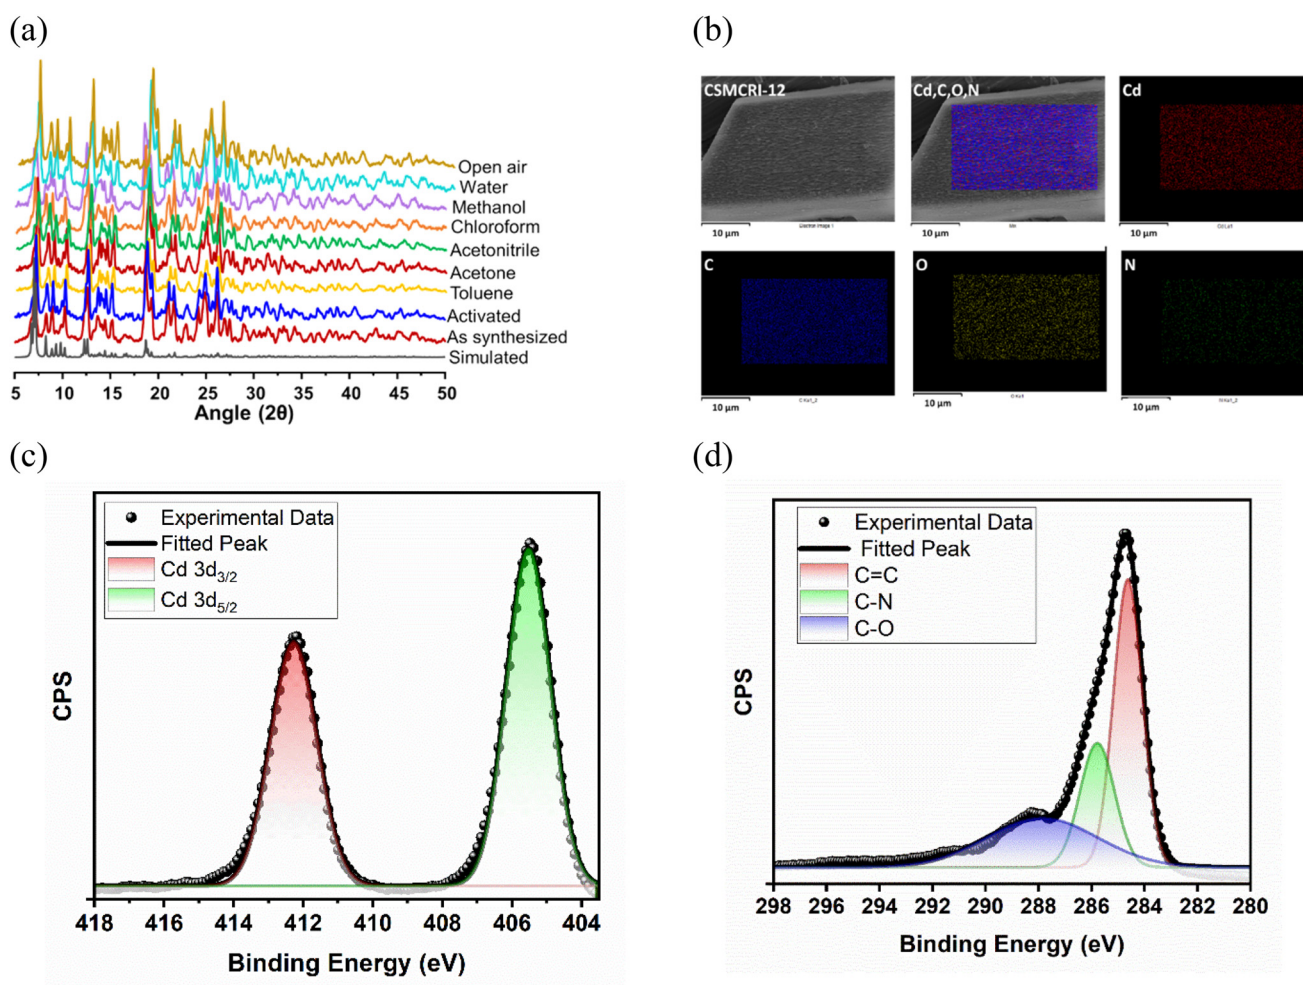 (a)
Open air
Water
Methanol
Chloroform
Acetonitrile
Acetone
Toluene
Activated
As synthesized
Simulated
5 10 15 20 25 30 35 40 45 50
Angle (2θ)
(b)
CSMCRI-12
10 μm
Electron Image 1
Cd,C,O,N
10 μm
Cd
10 μm
C
10 μm
O
10 μm
N
10 μm
(c)
Experimental Data
Fitted Peak
Cd 3d3/2
Cd 3d5/2
CPS
418 416 414 412 410 408 406 404
Binding Energy (eV)
(d)
Experimental Data
Fitted Peak
C=C
C-N
C-O
CPS
298 296 294 292 290 288 286 284 282 280
Binding Energy (eV)